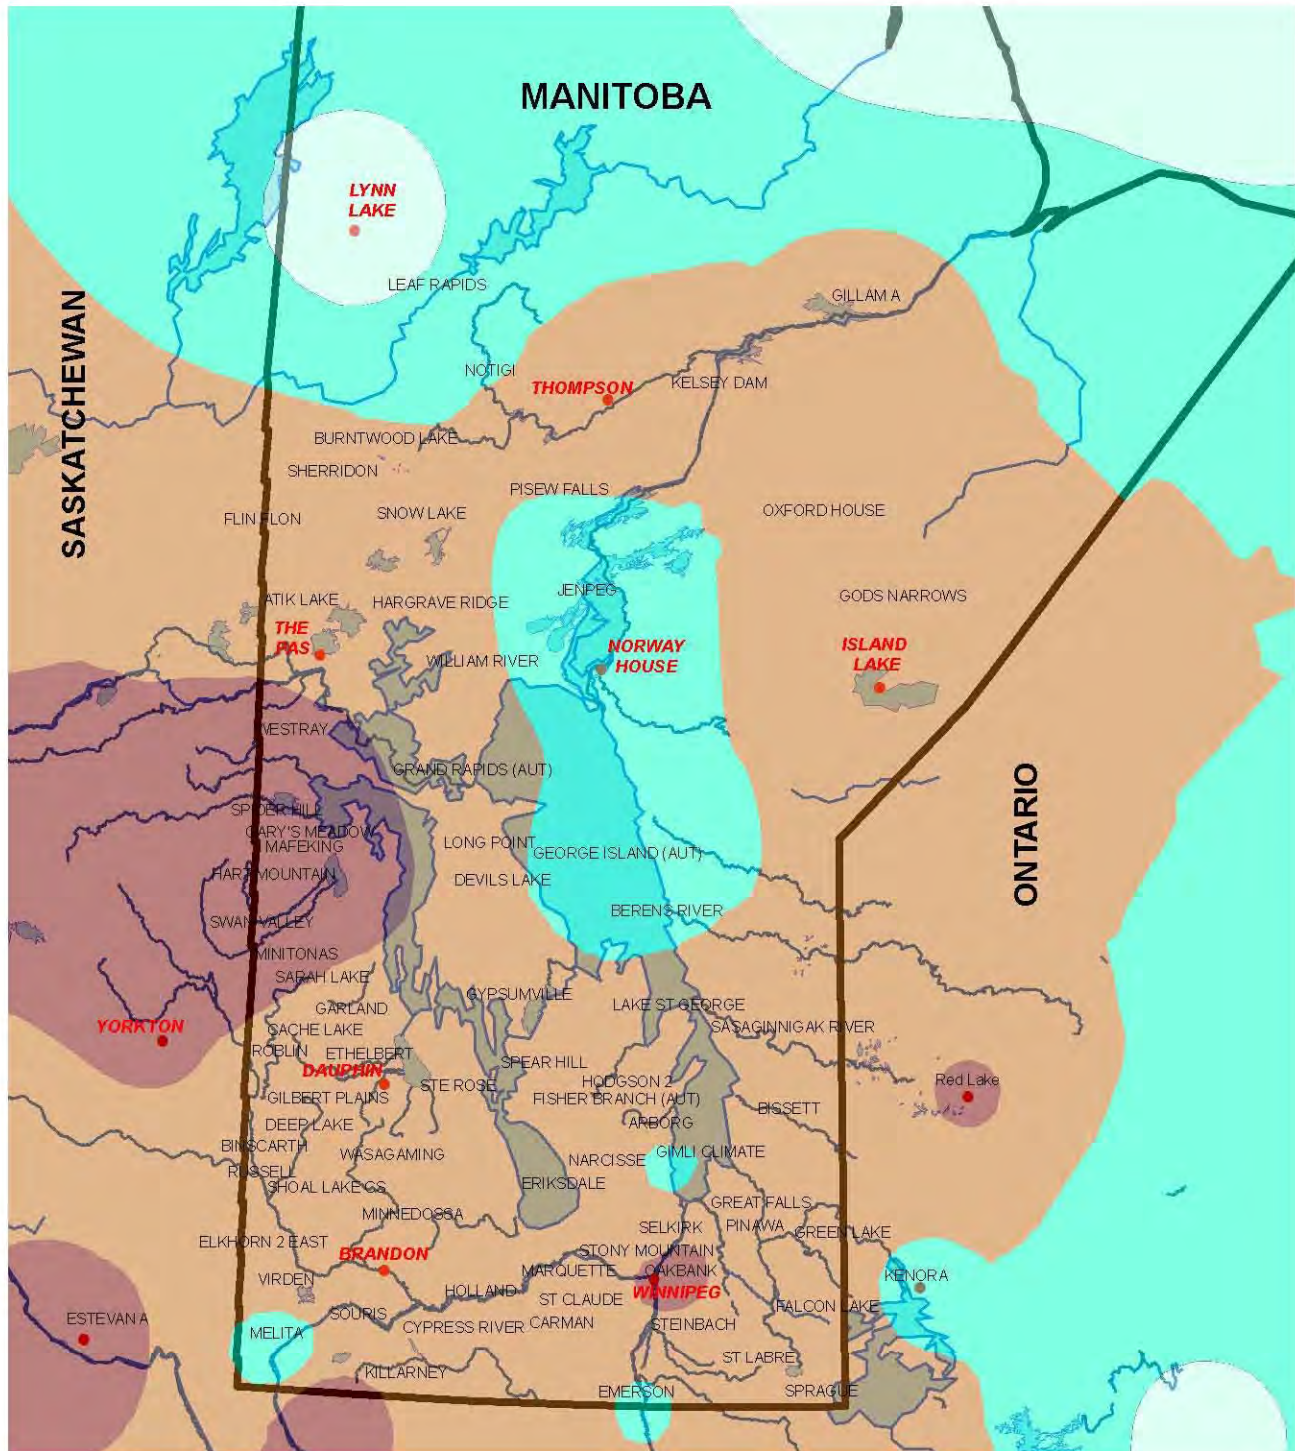 MANITOBA
LYNN
LAKE
LEAF RAPIDS
GILLAM A
SASKATCHEWAN
NOTIGI
THOMPSON
KELSEY DAM
BURNTWOOD LAKE
SHERRIDON
PISEW FALLS
FLIN FLON
SNOW LAKE
OXFORD HOUSE
JENPEG
ATIK LAKE
HARGRAVE RIDGE
GODS NARROWS
THE
PAS
NORWAY
HOUSE
ISLAND
LAKE
WILLIAM RIVER
WESTRAY
GRAND RAPIDS (AUT)
ONTARIO
SPIDER HILL
GARY'S MEADOW
MAFEKING
LONG POINT
GEORGE ISLAND (AUT)
HART MOUNTAIN
DEVILS LAKE
SWAN VALLEY
BERENS RIVER
MINITONAS
SARAH LAKE
GYPSUMVILLE
GARLAND
LAKE ST GEORGE
YORKTON
CACHE LAKE
SASAGINNIGAK RIVER
ROBLIN
ETHELBERT
DAUPHIN
SPEAR HILL
STE ROSE
HODGSON 2
Red Lake
GILBERT PLAINS
FISHER BRANCH (AUT)
BISSETT
DEEP LAKE
ARBORG
BINSCARTH
WASAGAMING
NARCISSE
GIMLI CLIMATE
RUSSELL
SHOAL LAKE CS
ERIKSDALE
MINNEDOSSA
GREAT FALLS
SELKIRK
PINAWA
GREEN LAKE
ELKHORN 2 EAST
BRANDON
STONY MOUNTAIN
VIRDEN
MARQUETTE
OAKBANK
KENORA
HOLLAND
WINNIPEG
ST CLAUDE
FALCON LAKE
ESTEVAN A
SOURIS
CYPRESS RIVER
CARMAN
STEINBACH
MELITA
ST LABRE
KILLARNEY
EMERSON
SPRAGUE